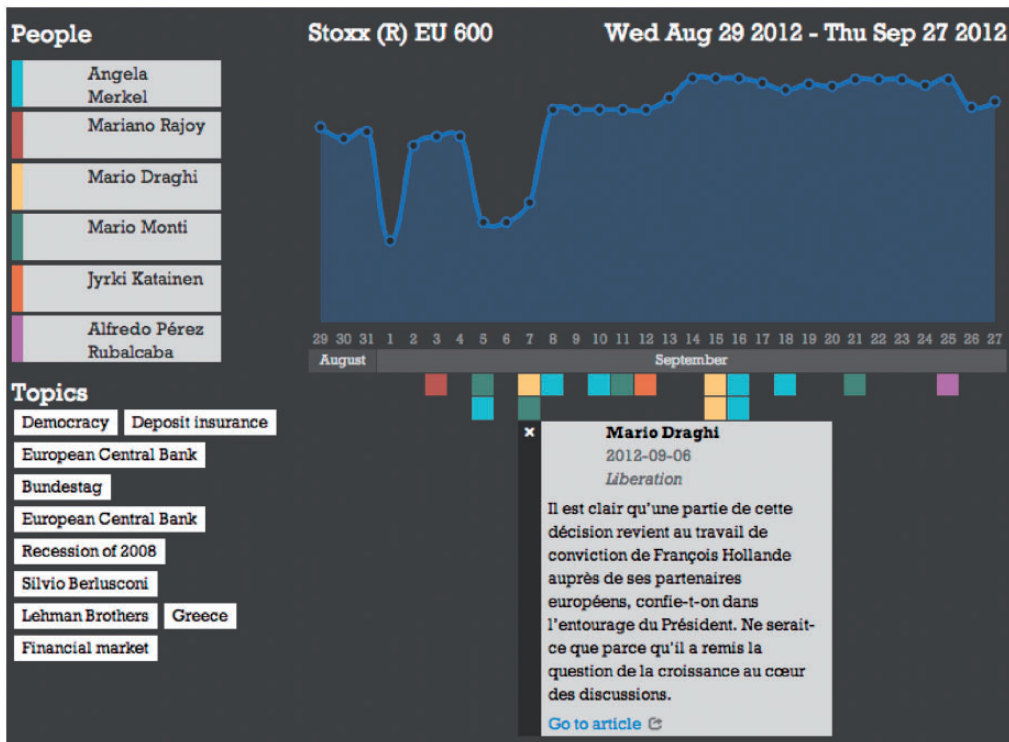 People
Angela
Merkel
Mariano Rajoy
Mario Draghi
Mario Monti
Jyrki Katainen
Alfredo Pérez
Rubalcaba
Topics
Democracy Deposit insurance
European Central Bank
Bundestag
European Central Bank
Recession of 2008
Silvio Berlusconi
Lehman Brothers Greece
Financial market
Stoxx (R) EU 600 Wed Aug 29 2012 - Thu Sep 27 2012
29 30 31 1 2 3 4 5 6 7 8 9 10 11 12 13 14 15 16 17 18 19 20 21 22 23 24 25 26 27
August September
× Mario Draghi
2012-09-06
Liberation
Il est clair qu'une partie de cette
décision revient au travail de
conviction de François Hollande
auprès de ses partenaires
européens, confie-t-on dans
l'entourage du Président. Ne serait-
ce que parce qu'il a remis la
question de la croissance au cœur
des discussions.
Go to article